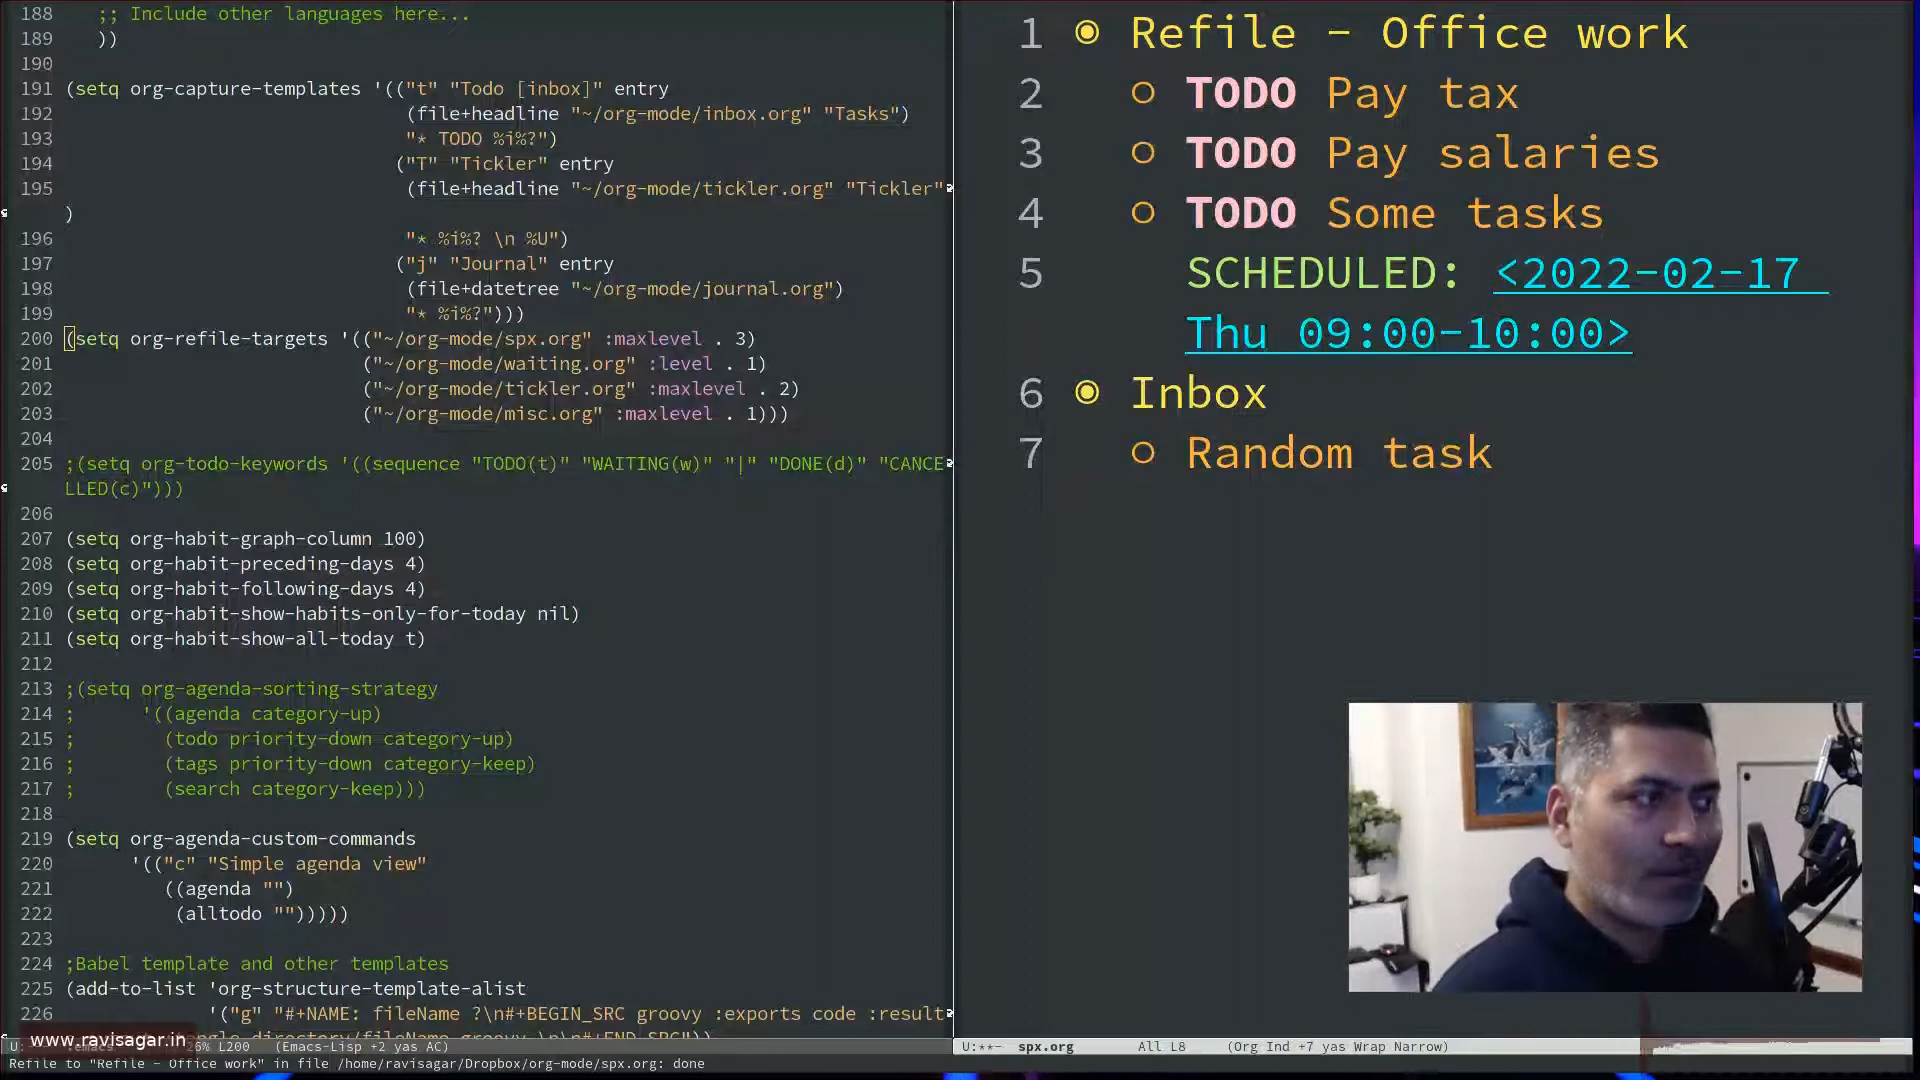 188 ;; Include other languages here...
189 ))
190
191 (setq org-capture-templates '(("t" "Todo [inbox]" entry
192 (file+headline "~/org-mode/inbox.org" "Tasks")
193 "* TODO %i%?")
194 ("T" "Tickler" entry
195 (file+headline "~/org-mode/tickler.org" "Tickler"
)
196 "* %i%? \n %U")
197 ("j" "Journal" entry
198 (file+datetree "~/org-mode/journal.org")
199 "* %i%?")))
200 (setq org-refile-targets '(("~/org-mode/spx.org" :maxlevel . 3)
201 ("~/org-mode/waiting.org" :level . 1)
202 ("~/org-mode/tickler.org" :maxlevel . 2)
203 ("~/org-mode/misc.org" :maxlevel . 1)))
204
205 ;(setq org-todo-keywords '((sequence "TODO(t)" "WAITING(w)" "|" "DONE(d)" "CANCE
LLED(c)")))
206
207 (setq org-habit-graph-column 100)
208 (setq org-habit-preceding-days 4)
209 (setq org-habit-following-days 4)
210 (setq org-habit-show-habits-only-for-today nil)
211 (setq org-habit-show-all-today t)
212
213 ;(setq org-agenda-sorting-strategy
214 ; '((agenda category-up)
215 ; (todo priority-down category-up)
216 ; (tags priority-down category-keep)
217 ; (search category-keep)))
218
219 (setq org-agenda-custom-commands
220 '(("c" "Simple agenda view"
221 ((agenda "")
222 (alltodo "")))))
223
224 ;Babel template and other templates
225 (add-to-list 'org-structure-template-alist
226 '("g" "#+NAME: fileName ?\n#+BEGIN_SRC groovy :exports code :result
www.ravisagar.in
26% L200 (Emacs-Lisp +2 yas AC)
Refile to "Refile - Office work" in file /home/ravisagar/Dropbox/org-mode/spx.org: done
1 Refile - Office work
2 TODO Pay tax
3 TODO Pay salaries
4 TODO Some tasks
5 SCHEDULED: <2022-02-17
Thu 09:00-10:00>
6 Inbox
7 Random task
U:**- spx.org All L8 (Org Ind +7 yas Wrap Narrow)